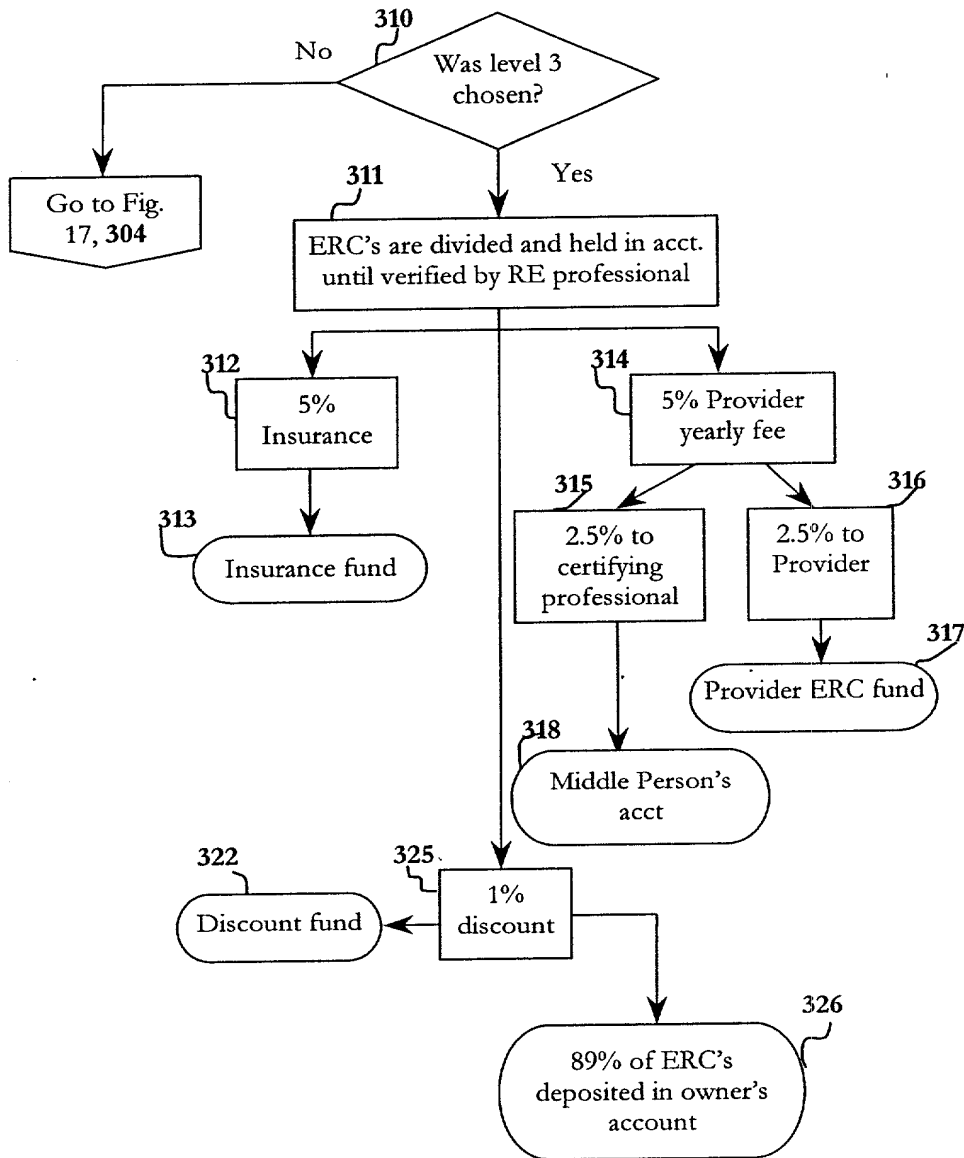 310
No
Was level 3
chosen?
Yes
Go to Fig.
17, 304
311
ERC's are divided and held in acct.
until verified by RE professional
312
5%
Insurance
314
5% Provider
yearly fee
313
Insurance fund
315
2.5% to
certifying
professional
316
2.5% to
Provider
317
Provider ERC fund
318
Middle Person's
acct
322
Discount fund
325
1%
discount
326
89% of ERC's
deposited in owner's
account